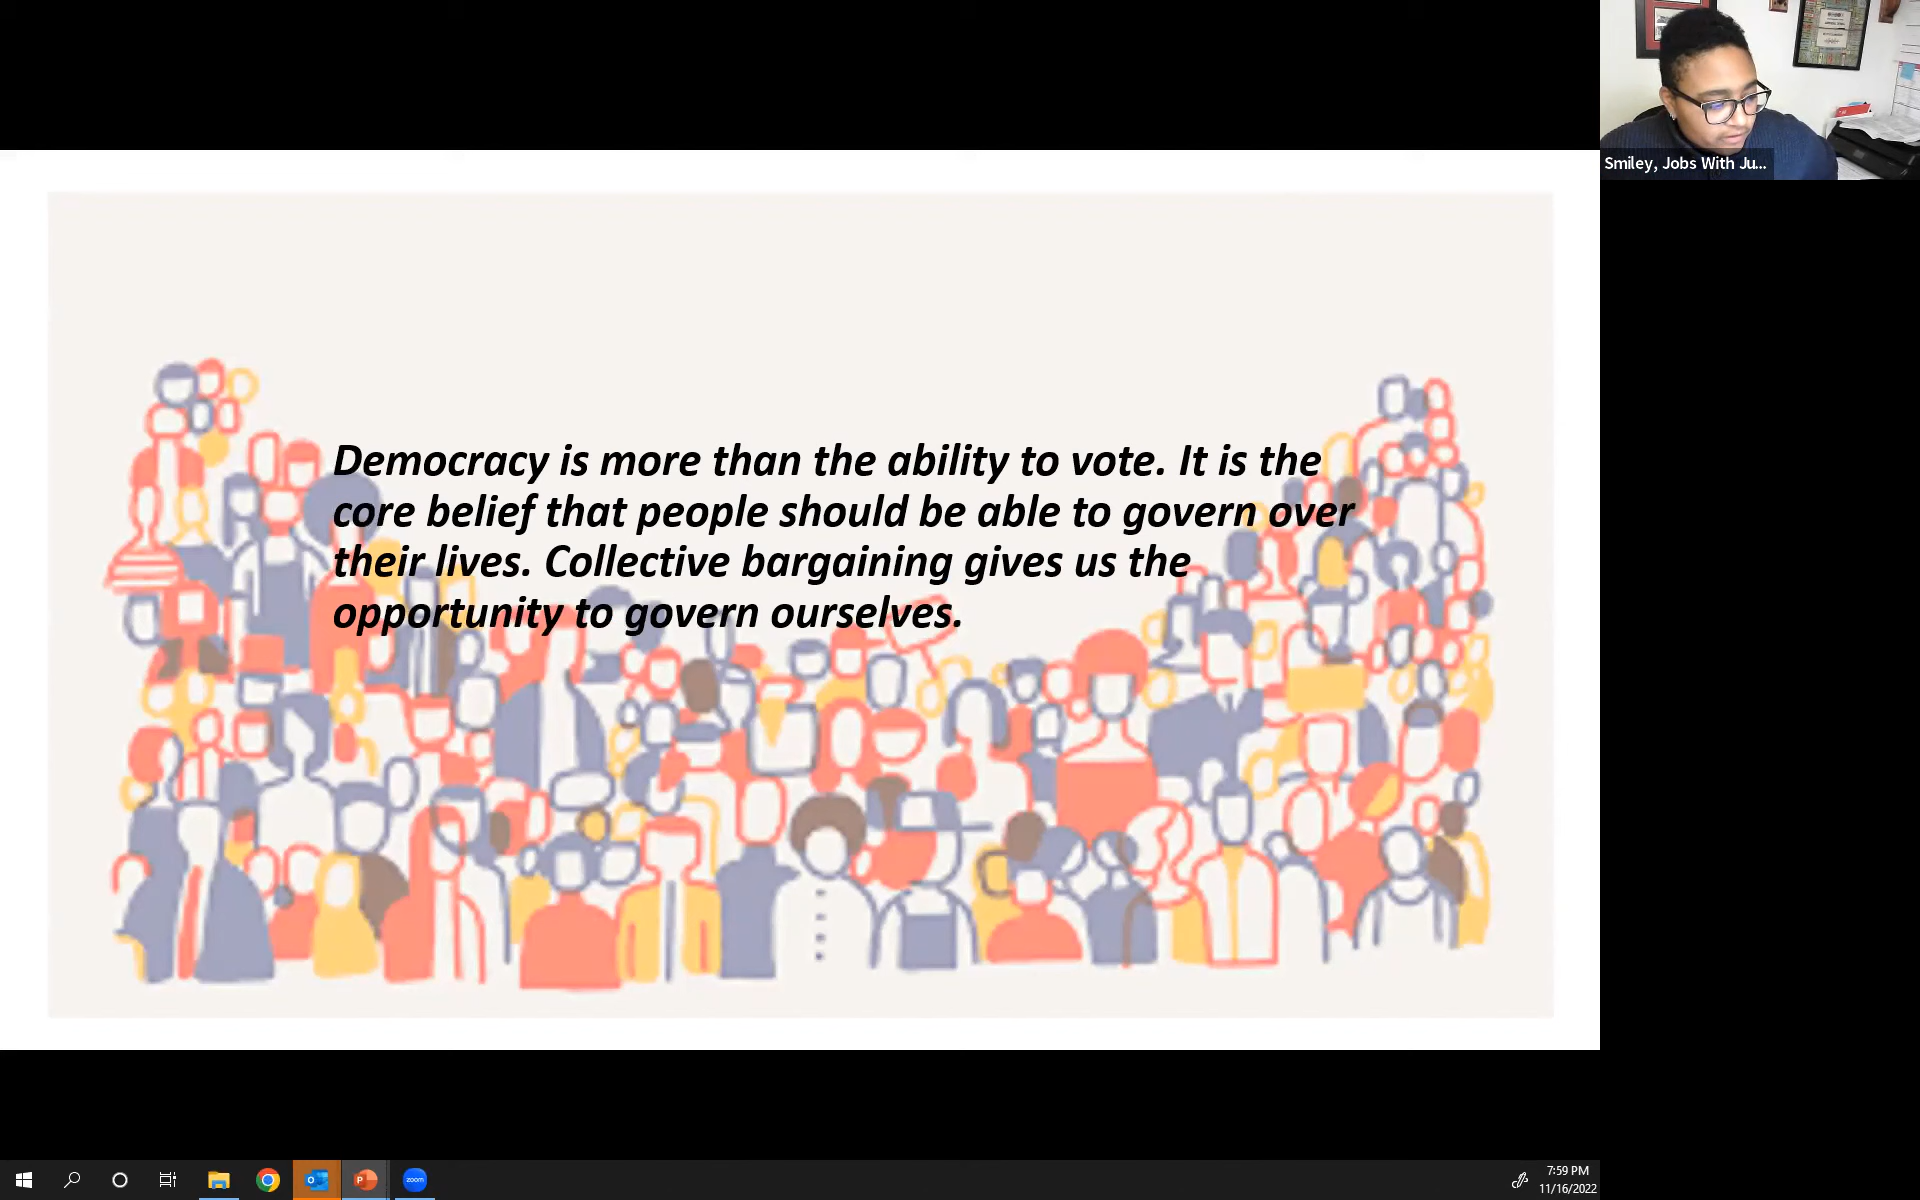 Smiley, Jobs With Ju...
Democracy is more than the ability to vote. It is the
core belief that people should be able to govern over
their lives. Collective bargaining gives us the
opportunity to govern ourselves.
zoom
7:59 PM
11/16/2022